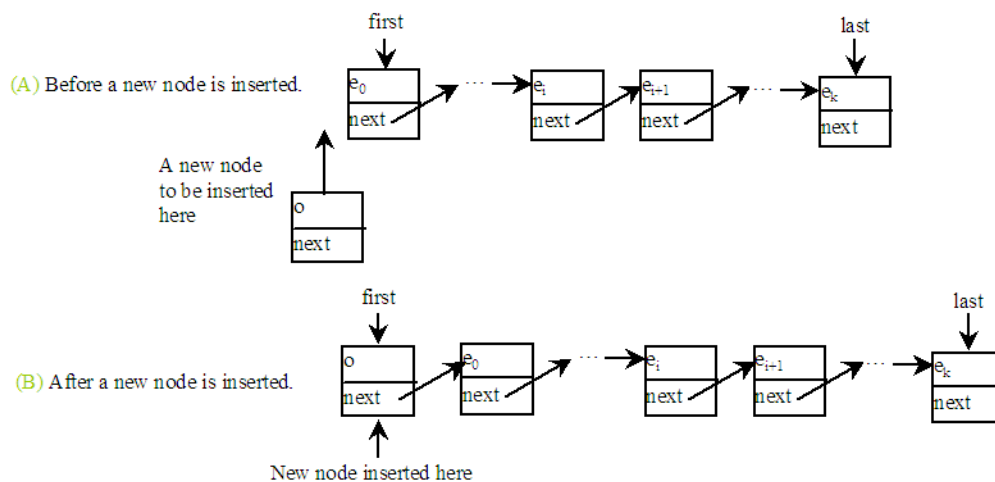 first
last
(A) Before a new node is inserted.
e0
next
...
ei
next
ei+1
next
...
ek
next
A new node
to be inserted
here
o
next
first
last
(B) After a new node is inserted.
o
next
e0
next
...
ei
next
ei+1
next
...
ek
next
New node inserted here